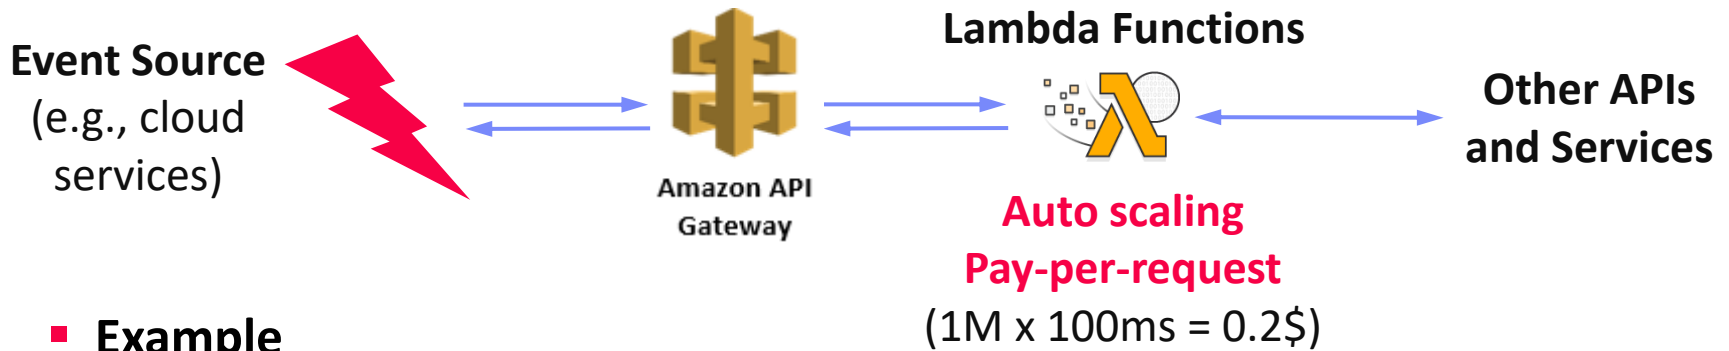 Event Source
(e.g., cloud
services)
Amazon API
Gateway
Lambda Functions
Auto scaling
Pay-per-request
(1M x 100ms = 0.2$)
Other APIs
and Services
▪ Example